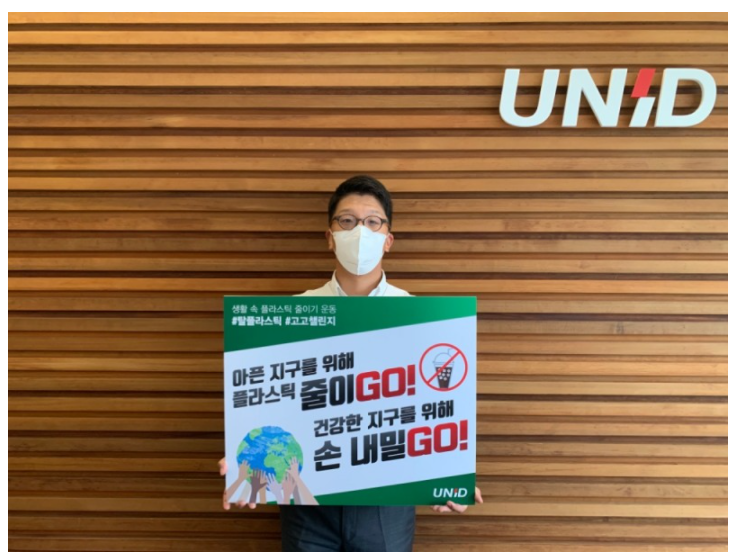 UNID
생활 속 플라스틱 줄이기 운동
#탈플라스틱 #고고챌린지
아픈 지구를 위해
플라스틱 줄이GO!
건강한 지구를 위해
손 내밀GO!
UNID